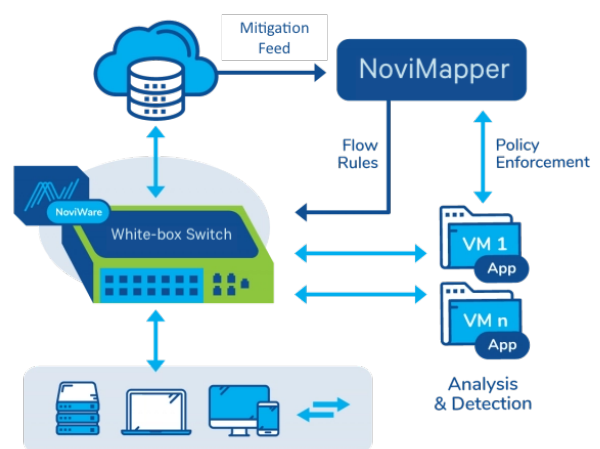 Mitigation
Feed
NoviMapper
Flow
Rules
Policy
Enforcement
NoviWare
White-box Switch
VM 1
App
VM n
App
Analysis
& Detection